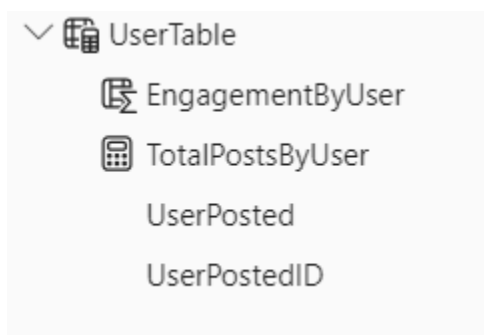 UserTable
EngagementByUser
TotalPostsByUser
UserPosted
UserPostedID